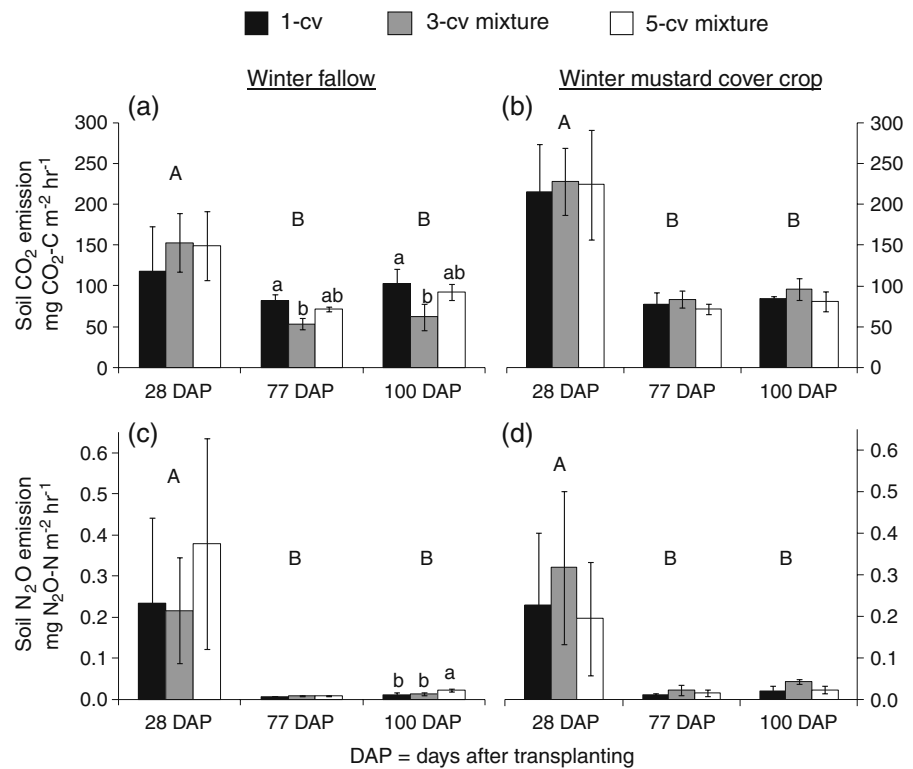 1-cv 3-cv mixture 5-cv mixture
Winter fallow Winter mustard cover crop
(a)
Soil CO₂ emission
mg CO₂-C m⁻² hr⁻¹
300
250
200
150
100
50
0
A
B
B
a
b
ab
a
b
ab
28 DAP 77 DAP 100 DAP
(b)
A
B
B
300
250
200
150
100
50
0
28 DAP 77 DAP 100 DAP
(c)
Soil N₂O emission
mg N₂O-N m⁻² hr⁻¹
0.6
0.5
0.4
0.3
0.2
0.1
0.0
A
B
B
b b a
28 DAP 77 DAP 100 DAP
(d)
A
B
B
0.6
0.5
0.4
0.3
0.2
0.1
0.0
28 DAP 77 DAP 100 DAP
DAP = days after transplanting